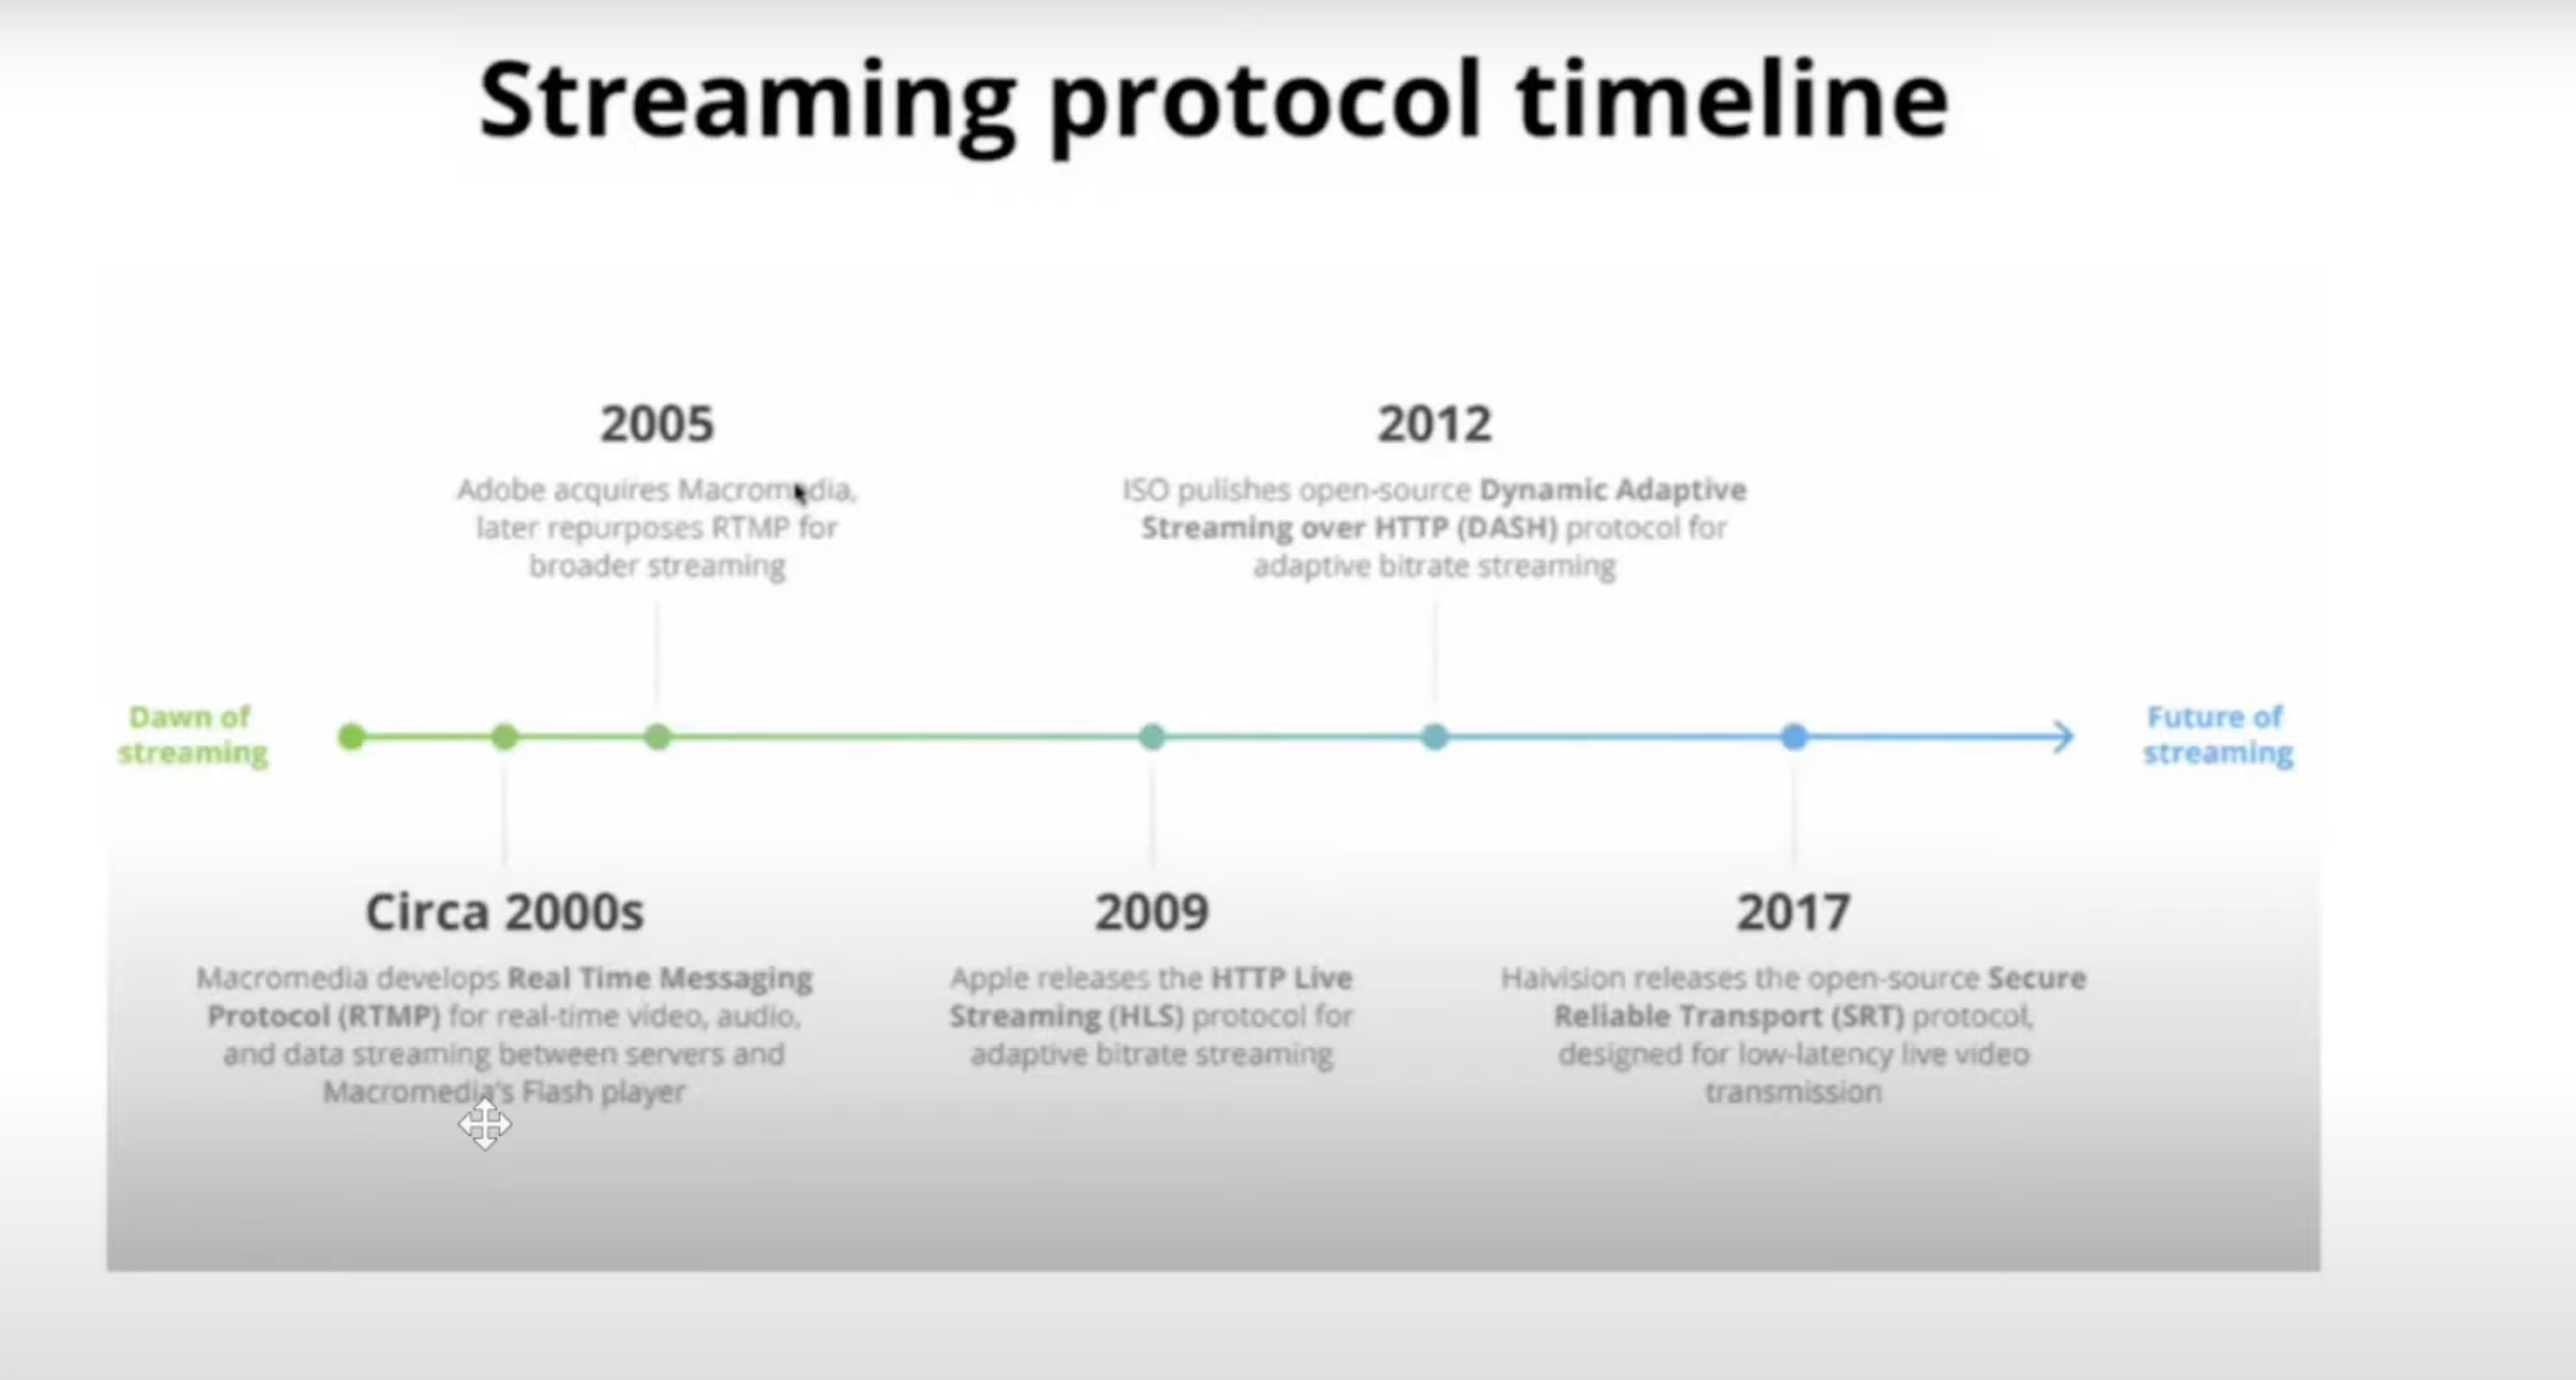 Streaming protocol timeline
2005
Adobe acquires Macromedia,
later repurposes RTMP for
broader streaming
2012
ISO pulishes open-source Dynamic Adaptive
Streaming over HTTP (DASH) protocol for
adaptive bitrate streaming
Dawn of
streaming
Future of
streaming
Circa 2000s
Macromedia develops Real Time Messaging
Protocol (RTMP) for real-time video, audio,
and data streaming between servers and
Macromedia's Flash player
2009
Apple releases the HTTP Live
Streaming (HLS) protocol for
adaptive bitrate streaming
2017
Haivision releases the open-source Secure
Reliable Transport (SRT) protocol,
designed for low-latency live video
transmission